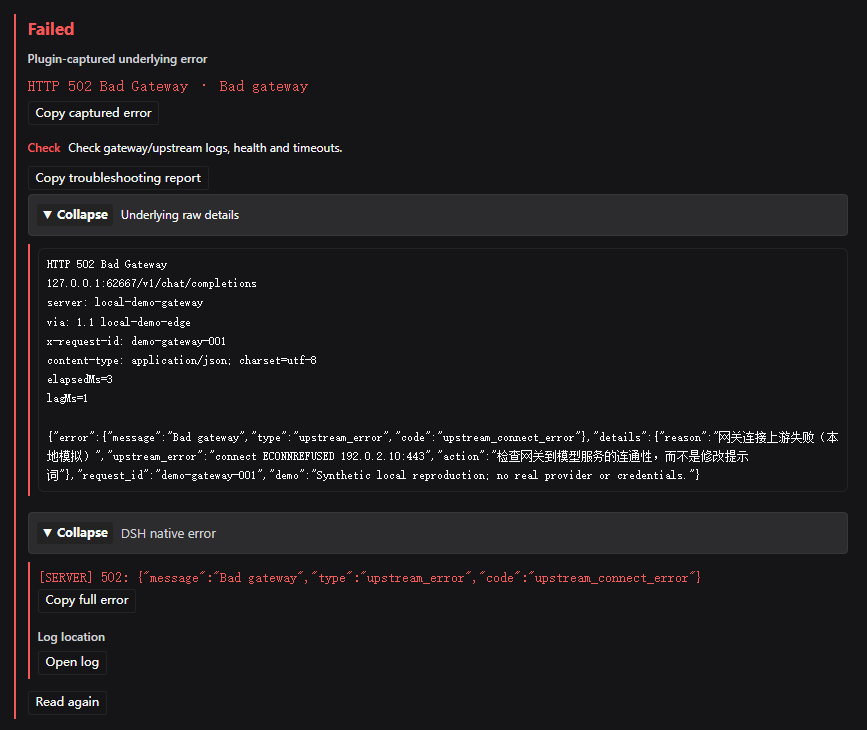 Failed
Plugin-captured underlying error
HTTP 502 Bad Gateway · Bad gateway
Copy captured error
Check Check gateway/upstream logs, health and timeouts.
Copy troubleshooting report
▼ Collapse Underlying raw details
HTTP 502 Bad Gateway
127.0.0.1:62667/v1/chat/completions
server: local-demo-gateway
via: 1.1 local-demo-edge
x-request-id: demo-gateway-001
content-type: application/json; charset=utf-8
elapsedMs=3
lagMs=1
{"error":{"message":"Bad gateway","type":"upstream_error","code":"upstream_connect_error"},"details":{"reason":"网关连接上游失败（本
地模拟）","upstream_error":"connect ECONNREFUSED 192.0.2.10:443","action":"检查网关到模型服务的连通性，而不是修改提示
词"},"request_id":"demo-gateway-001","demo":"Synthetic local reproduction; no real provider or credentials."}
▼ Collapse DSH native error
[SERVER] 502: {"message":"Bad gateway","type":"upstream_error","code":"upstream_connect_error"}
Copy full error
Log location
Open log
Read again